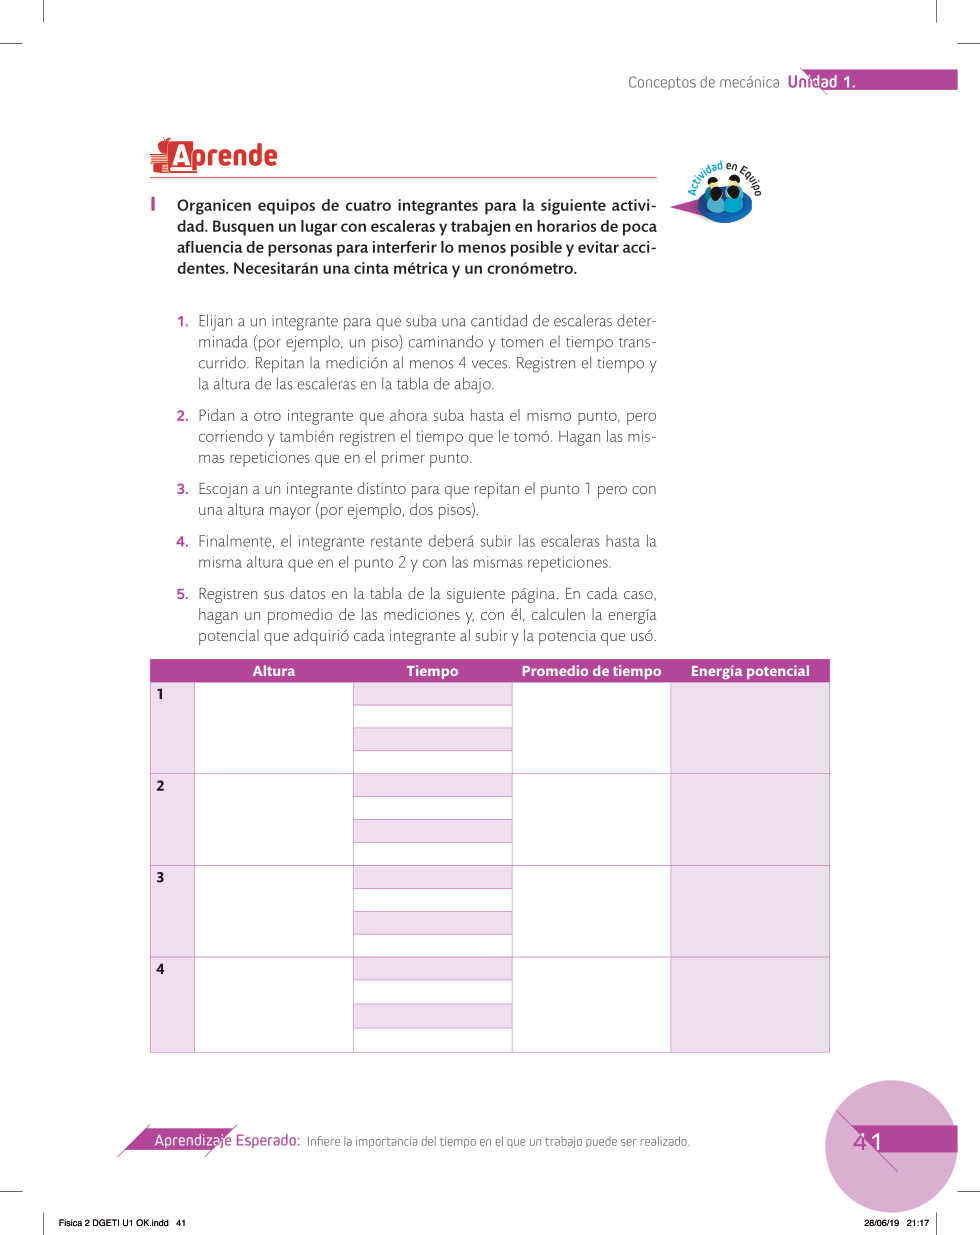 Conceptos de mecánica Unidad 1.
Aprende
Actividad en Equipo
I Organicen equipos de cuatro integrantes para la siguiente activi-
dad. Busquen un lugar con escaleras y trabajen en horarios de poca
afluencia de personas para interferir lo menos posible y evitar acci-
dentes. Necesitarán una cinta métrica y un cronómetro.
1. Elijan a un integrante para que suba una cantidad de escaleras deter-
minada (por ejemplo, un piso) caminando y tomen el tiempo trans-
currido. Repitan la medición al menos 4 veces. Registren el tiempo y
la altura de las escaleras en la tabla de abajo.
2. Pidan a otro integrante que ahora suba hasta el mismo punto, pero
corriendo y también registren el tiempo que le tomó. Hagan las mis-
mas repeticiones que en el primer punto.
3. Escojan a un integrante distinto para que repitan el punto 1 pero con
una altura mayor (por ejemplo, dos pisos).
4. Finalmente, el integrante restante deberá subir las escaleras hasta la
misma altura que en el punto 2 y con las mismas repeticiones.
5. Registren sus datos en la tabla de la siguiente página. En cada caso,
hagan un promedio de las mediciones y, con él, calculen la energía
potencial que adquirió cada integrante al subir y la potencia que usó.
Altura Tiempo Promedio de tiempo Energía potencial
1
2
3
4
Aprendizaje Esperado: Infiere la importancia del tiempo en el que un trabajo puede ser realizado.
41
Fisica 2 DGETI U1 OK.indd 41
28/06/19 21:17